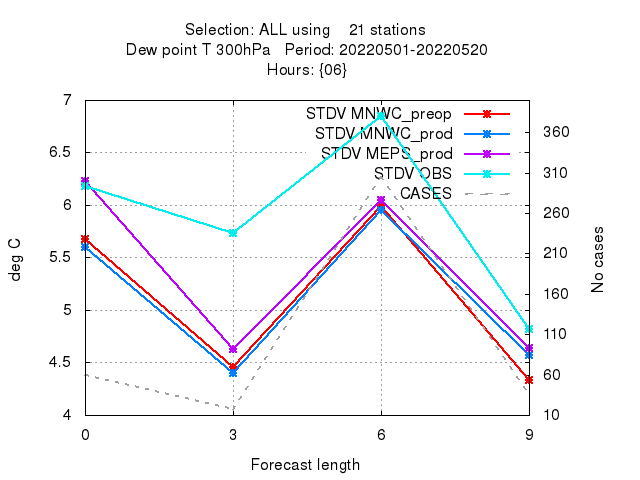 Selection: ALL using    21 stations
Dew point T 300hPa   Period: 20220501-20220520
Hours: {06}
STDV MNWC_preop
STDV MNWC_prod
STDV MEPS_prod
STDV OBS
CASES
7
6.5
6
5.5
5
4.5
4
deg C
360
310
260
210
160
110
60
10
No cases
0 3 6 9
Forecast length